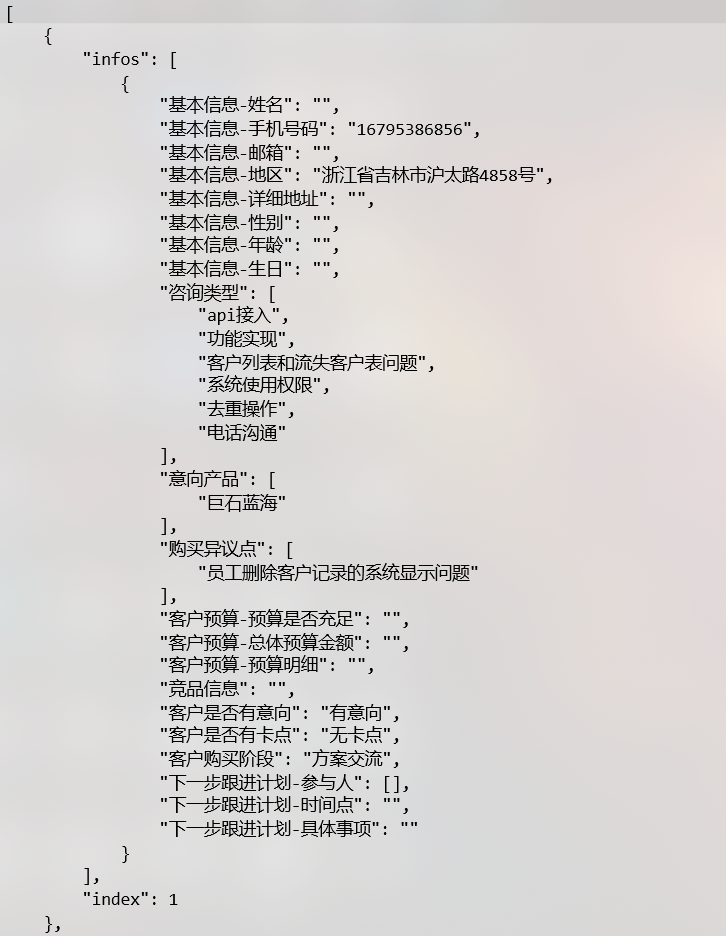 [
    {
        "infos": [
            {
                "基本信息-姓名": "",
                "基本信息-手机号码": "16795386856",
                "基本信息-邮箱": "",
                "基本信息-地区": "浙江省吉林市沪太路4858号",
                "基本信息-详细地址": "",
                "基本信息-性别": "",
                "基本信息-年龄": "",
                "基本信息-生日": "",
                "咨询类型": [
                    "api接入",
                    "功能实现",
                    "客户列表和流失客户表问题",
                    "系统使用权限",
                    "去重操作",
                    "电话沟通"
                ],
                "意向产品": [
                    "巨石蓝海"
                ],
                "购买异议点": [
                    "员工删除客户记录的系统显示问题"
                ],
                "客户预算-预算是否充足": "",
                "客户预算-总体预算金额": "",
                "客户预算-预算明细": "",
                "竞品信息": "",
                "客户是否有意向": "有意向",
                "客户是否有卡点": "无卡点",
                "客户购买阶段": "方案交流",
                "下一步跟进计划-参与人": [],
                "下一步跟进计划-时间点": "",
                "下一步跟进计划-具体事项": ""
            }
        ],
        "index": 1
    },